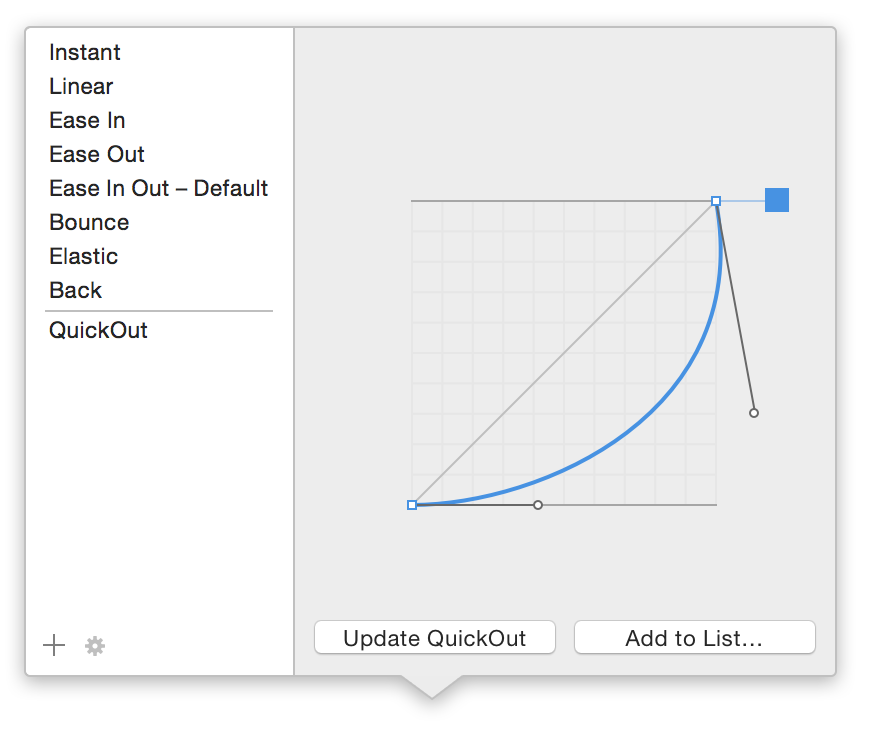 Instant
Linear
Ease In
Ease Out
Ease In Out – Default
Bounce
Elastic
Back
QuickOut
Update QuickOut
Add to List…